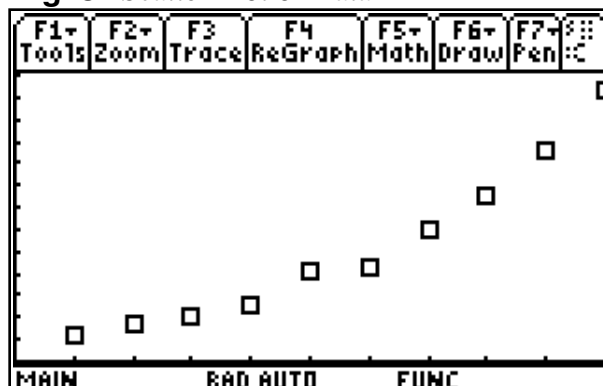 F1 F2 F3 F4 F5 F6 F7
Tools Zoom Trace ReGraph Math Draw Pen :C
MAIN RAD AUTO FUNC